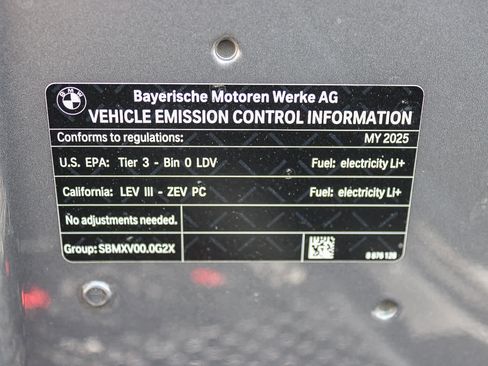 BMW
Bayerische Motoren Werke AG
VEHICLE EMISSION CONTROL INFORMATION
Conforms to regulations: MY 2025
U.S. EPA: Tier 3 - Bin 0 LDV Fuel: electricity Li+
California: LEV III - ZEV PC Fuel: electricity Li+
No adjustments needed.
Group: SBMXV00.0G2X